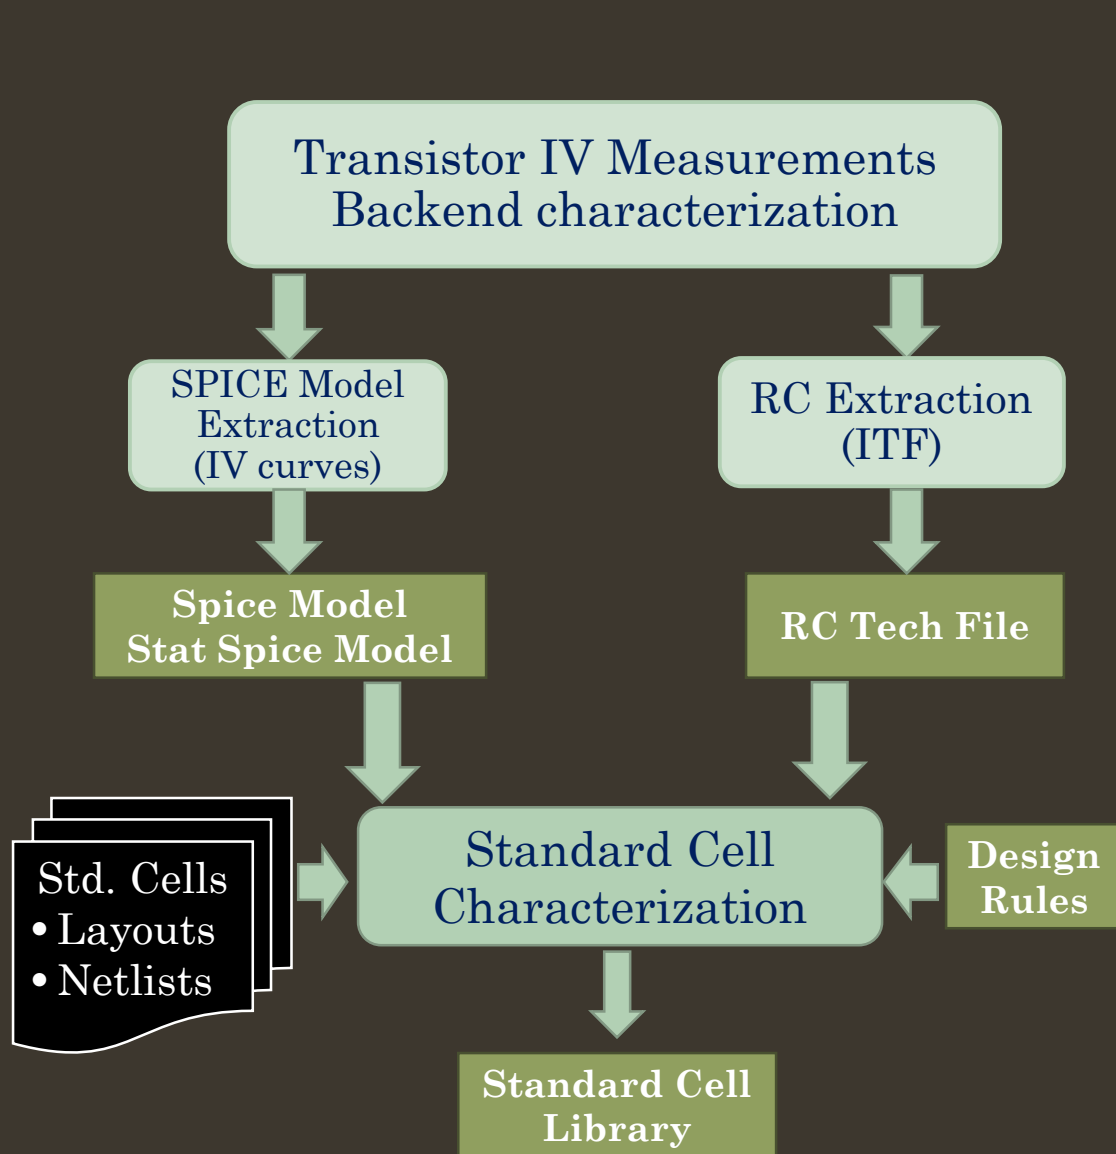 Transistor IV Measurements
Backend characterization
SPICE Model
Extraction
(IV curves)
RC Extraction
(ITF)
Spice Model
Stat Spice Model
RC Tech File
Std. Cells
• Layouts
• Netlists
Standard Cell
Characterization
Design
Rules
Standard Cell
Library